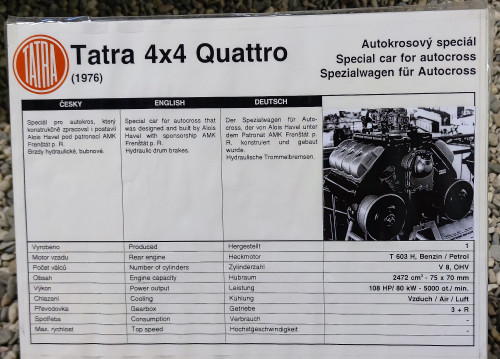 TATRA
Tatra 4x4 Quattro
(1976)
Autokrosový speciál
Special car for autocross
Spezialwagen für Autocross
ČESKY
Speciál pro autokros, který
konstrukčně zpracoval i postavil
Alois Havel pod patronací AMK
Frenštát p. R.
Brzdy hydraulické, bubnové.
ENGLISH
Special car for autocross that
was designed and built by Alois
Havel with sponsorship AMK
Frenštát p. R.
Hydraulic drum brakes.
DEUTSCH
Der Spezialwagen für Auto-
cross, der von Alois Havel unter
dem Patronat AMK Frenštát
p. R. konstruiert und gebaut
wurde.
Hydraulische Trommelbremsen.
Vyrobeno Produced Hergestellt 1
Motor vzadu Rear engine Heckmotor T 603 H, Benzin / Petrol
Počet válců Number of cylinders Zylinderzahl V 8, OHV
Obsah Engine capacity Hubraum 2472 cm³ - 75 x 70 mm
Výkon Power output Leistung 108 HP/ 80 kW - 5000 ot./ min.
Chlazení Cooling Kühlung Vzduch / Air / Luft
Převodovka Gearbox Getriebe 3 + R
Spotřeba Consumption Verbrauch -
Max. rychlost Top speed Höchstgeschwindigkeit -